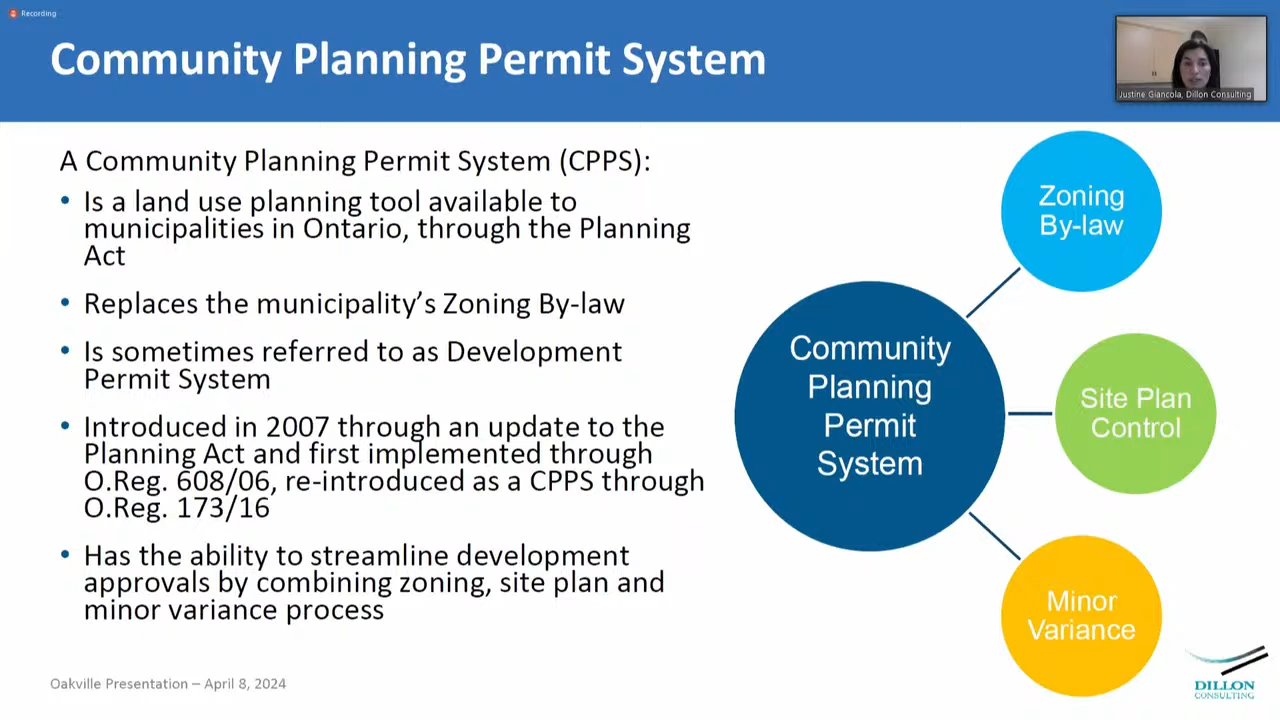 Recording
Community Planning Permit System
Justine Giancola, Dillon Consulting
A Community Planning Permit System (CPPS):
• Is a land use planning tool available to
municipalities in Ontario, through the Planning
Act
• Replaces the municipality’s Zoning By-law
• Is sometimes referred to as Development
Permit System
• Introduced in 2007 through an update to the
Planning Act and first implemented through
O.Reg. 608/06, re-introduced as a CPPS through
O.Reg. 173/16
• Has the ability to streamline development
approvals by combining zoning, site plan and
minor variance process
Community
Planning
Permit
System
Zoning
By-law
Site Plan
Control
Minor
Variance
Oakville Presentation – April 8, 2024
DILLON
CONSULTING